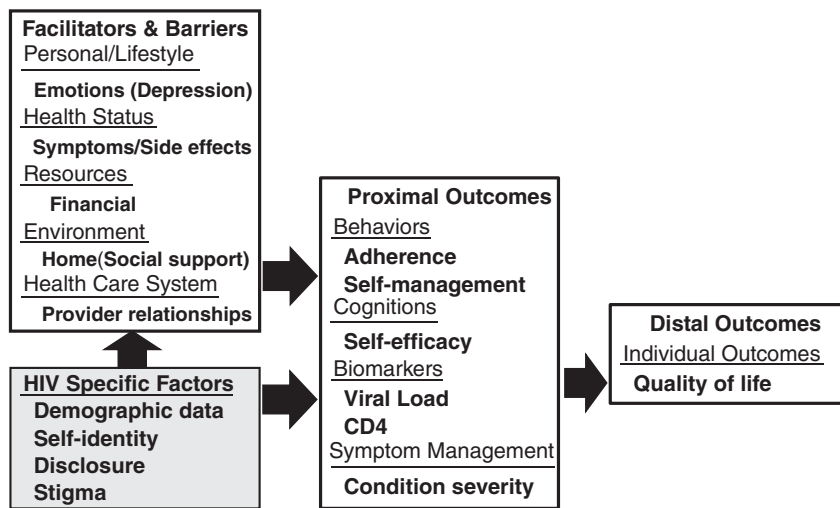 Facilitators & Barriers
Personal/Lifestyle
Emotions (Depression)
Health Status
Symptoms/Side effects
Resources
Financial
Environment
Home(Social support)
Health Care System
Provider relationships
HIV Specific Factors
Demographic data
Self-identity
Disclosure
Stigma
Proximal Outcomes
Behaviors
Adherence
Self-management
Cognitions
Self-efficacy
Biomarkers
Viral Load
CD4
Symptom Management
Condition severity
Distal Outcomes
Individual Outcomes
Quality of life